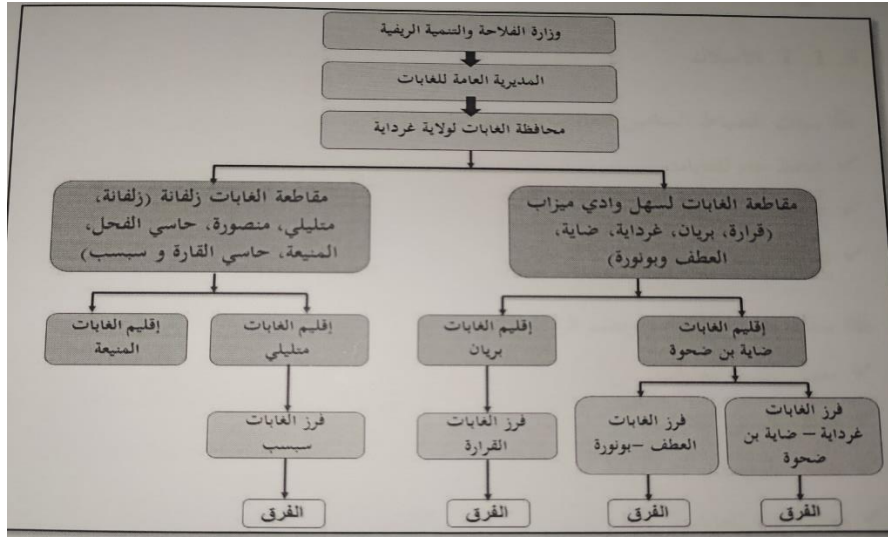 وزارة الفلاحة والتنمية الريفية
المديرية العامة للغابات
محافظة الغابات لولاية غرداية
مقاطعة الغابات لسهل وادي ميزاب
(قرارة، بريان، غرداية، ضاية،
العطف وبونورة)
مقاطعة الغابات زلفانة (زلفانة،
متليلي، منصورة، حاسي الفحل،
المنيعة، حاسي القارة و سبسب)
إقليم الغابات
ضاية بن ضحوة
إقليم الغابات
بريان
إقليم الغابات
متليلي
إقليم الغابات
المنيعة
فرز الغابات
غرداية – ضاية بن
ضحوة
فرز الغابات
العطف –بونورة
فرز الغابات
القرارة
فرز الغابات
سبسب
الفرق
الفرق
الفرق
الفرق